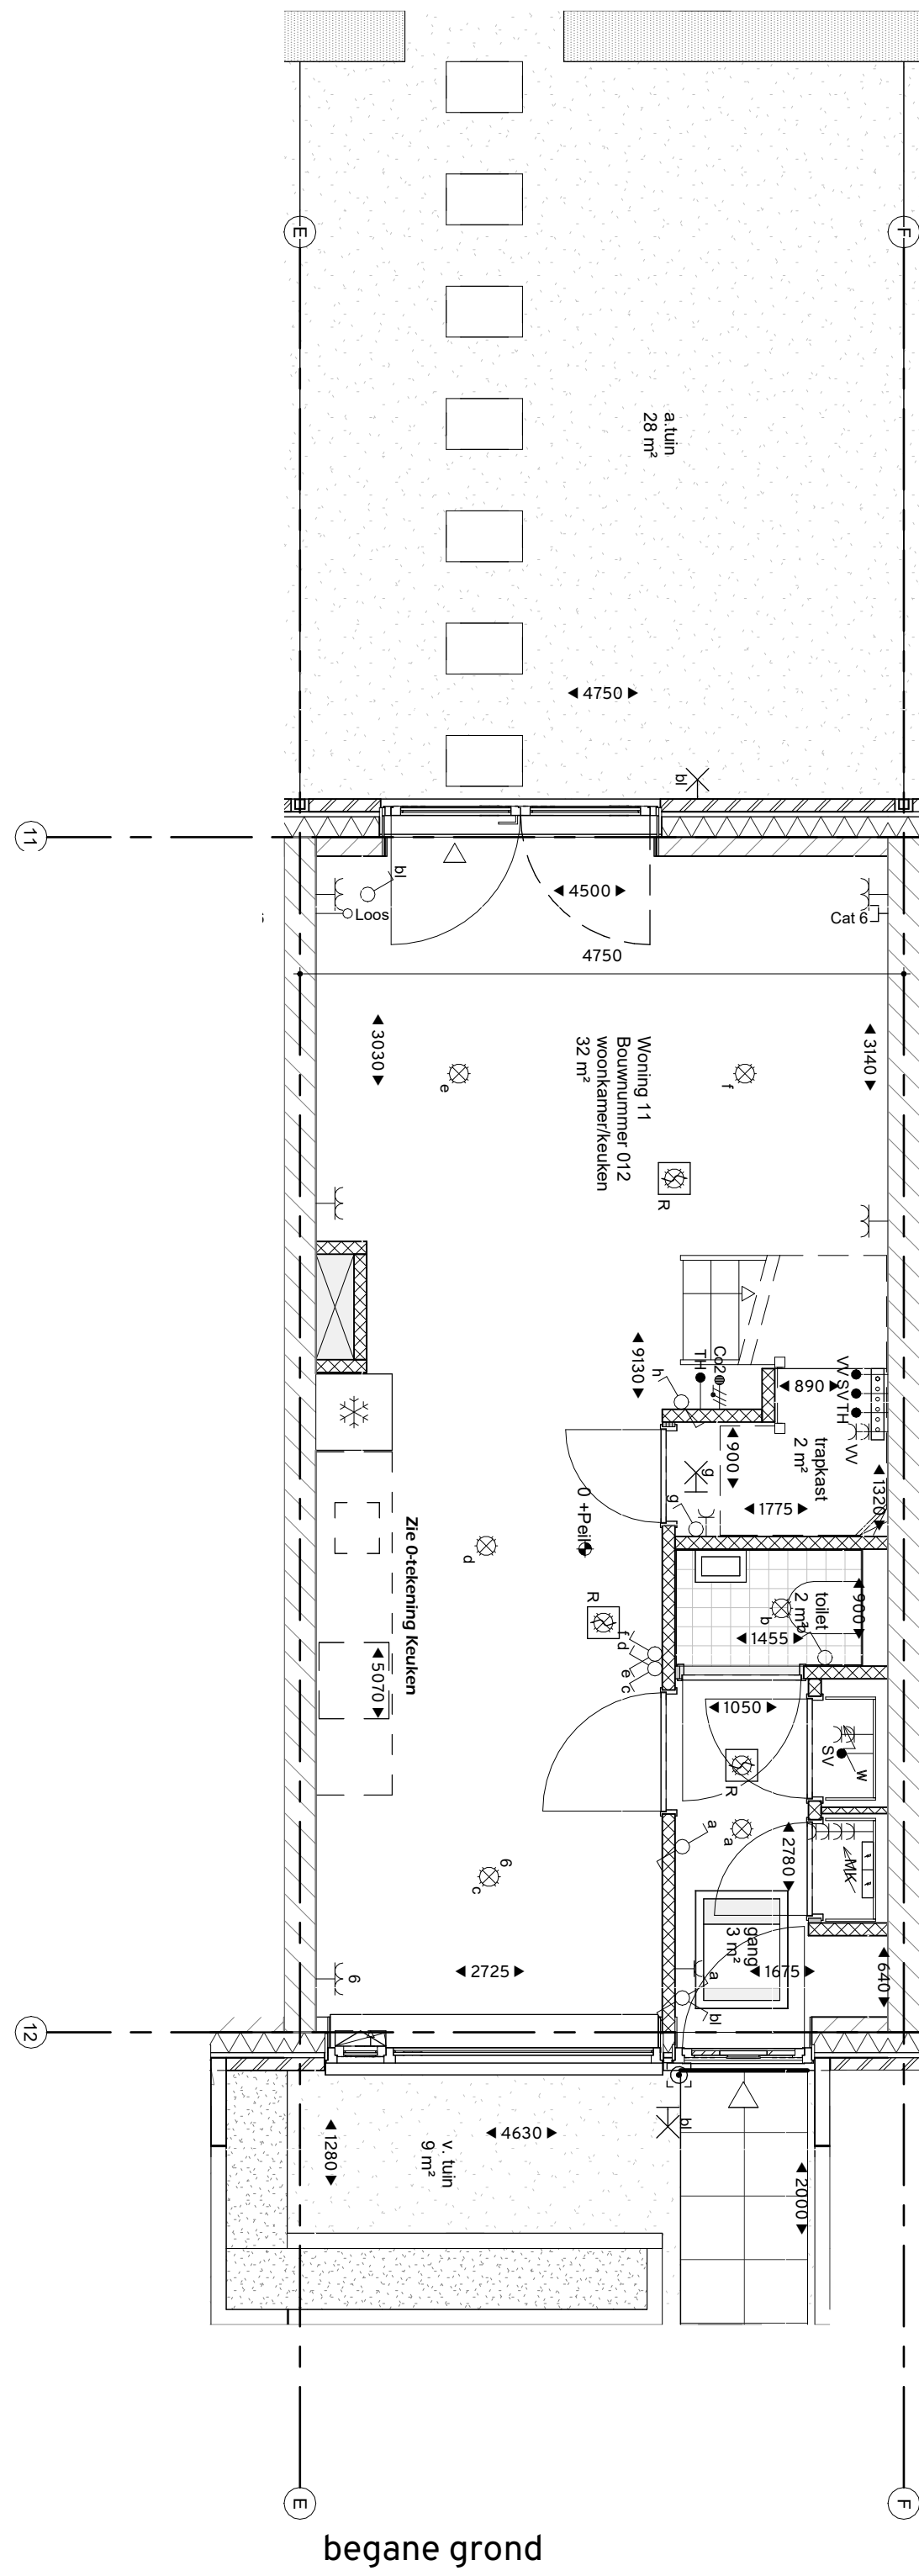 E
F
a.tuin
28 m²
4750
bl
11
bl
4500
Loos
Cat 6
4750
3030
3140
Woning 11
Bouwnummer 012
woonkamer/keuken
32 m²
e
f
R
9130
h
TH
Co2
890
VV SV TH
VV
trapkast
2 m²
900
1320
g
g
1775
0 +Peil
Zie 0-tekening Keuken
d
R
f
d
e
c
toilet
2 m²
b
b
900
1455
5070
1050
SV
w
R
a
a
2780
MK
6
c
gang
3 m²
6
2725
a
bl
1675
640
12
bl
4630
1280
v. tuin
9 m²
2000
E
F
begane grond